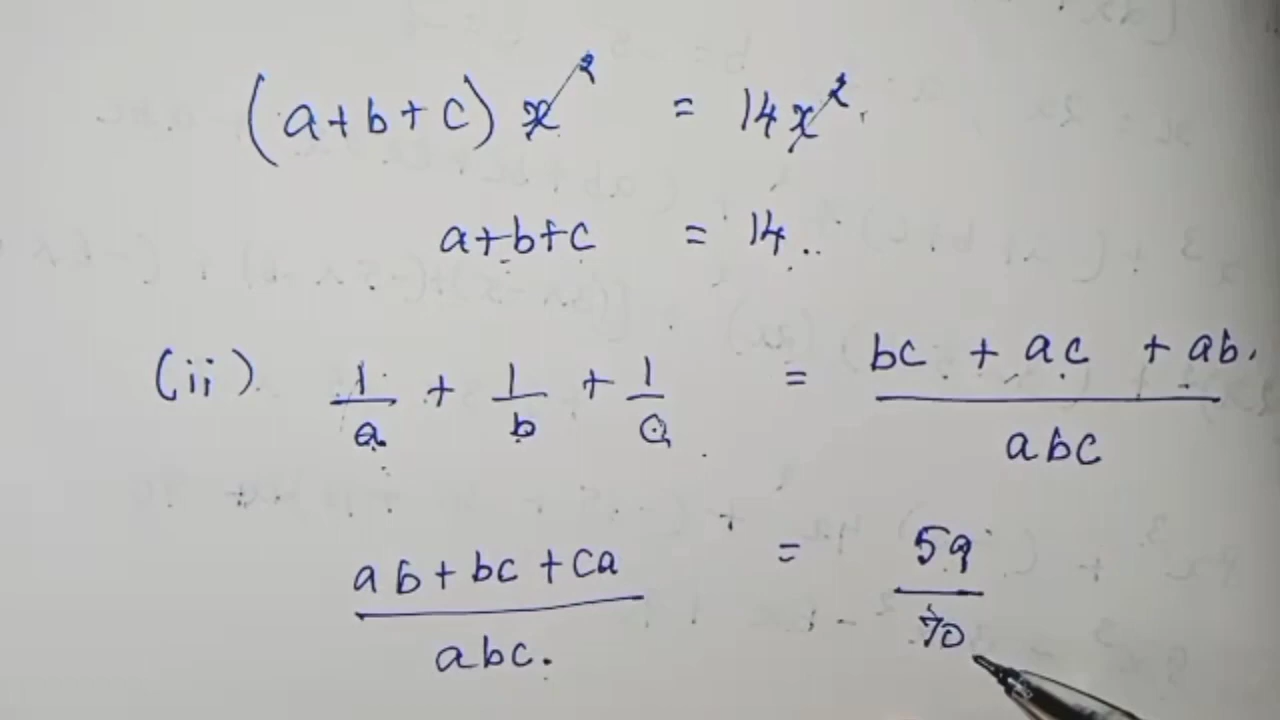 (a+b+c) x² = 14x².
a+b+c = 14.
(ii) 1/a + 1/b + 1/a = bc + ac + ab / abc
ab + bc + ca / abc. = 59 / 70